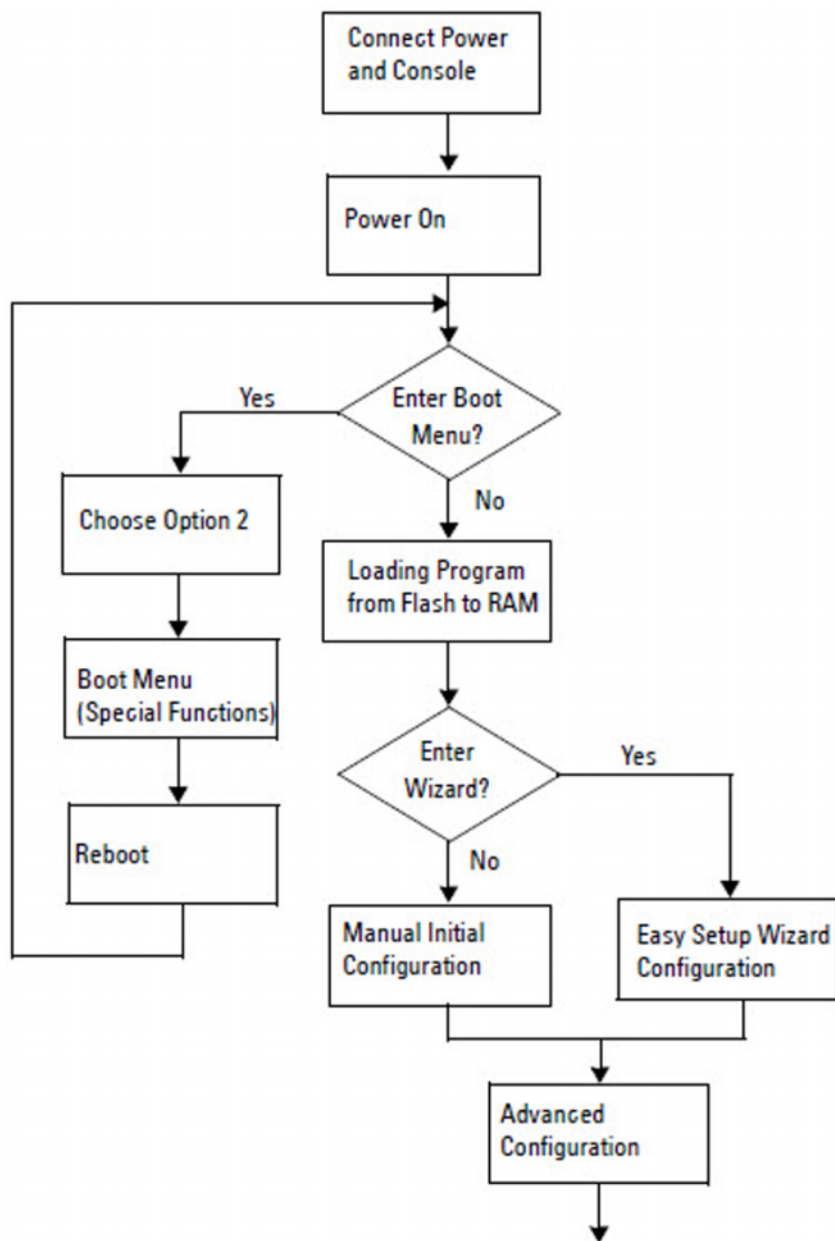 Connect Power
and Console
Power On
Enter Boot
Menu?
Yes
No
Choose Option 2
Loading Program
from Flash to RAM
Boot Menu
(Special Functions)
Enter
Wizard?
Yes
No
Reboot
Manual Initial
Configuration
Easy Setup Wizard
Configuration
Advanced
Configuration